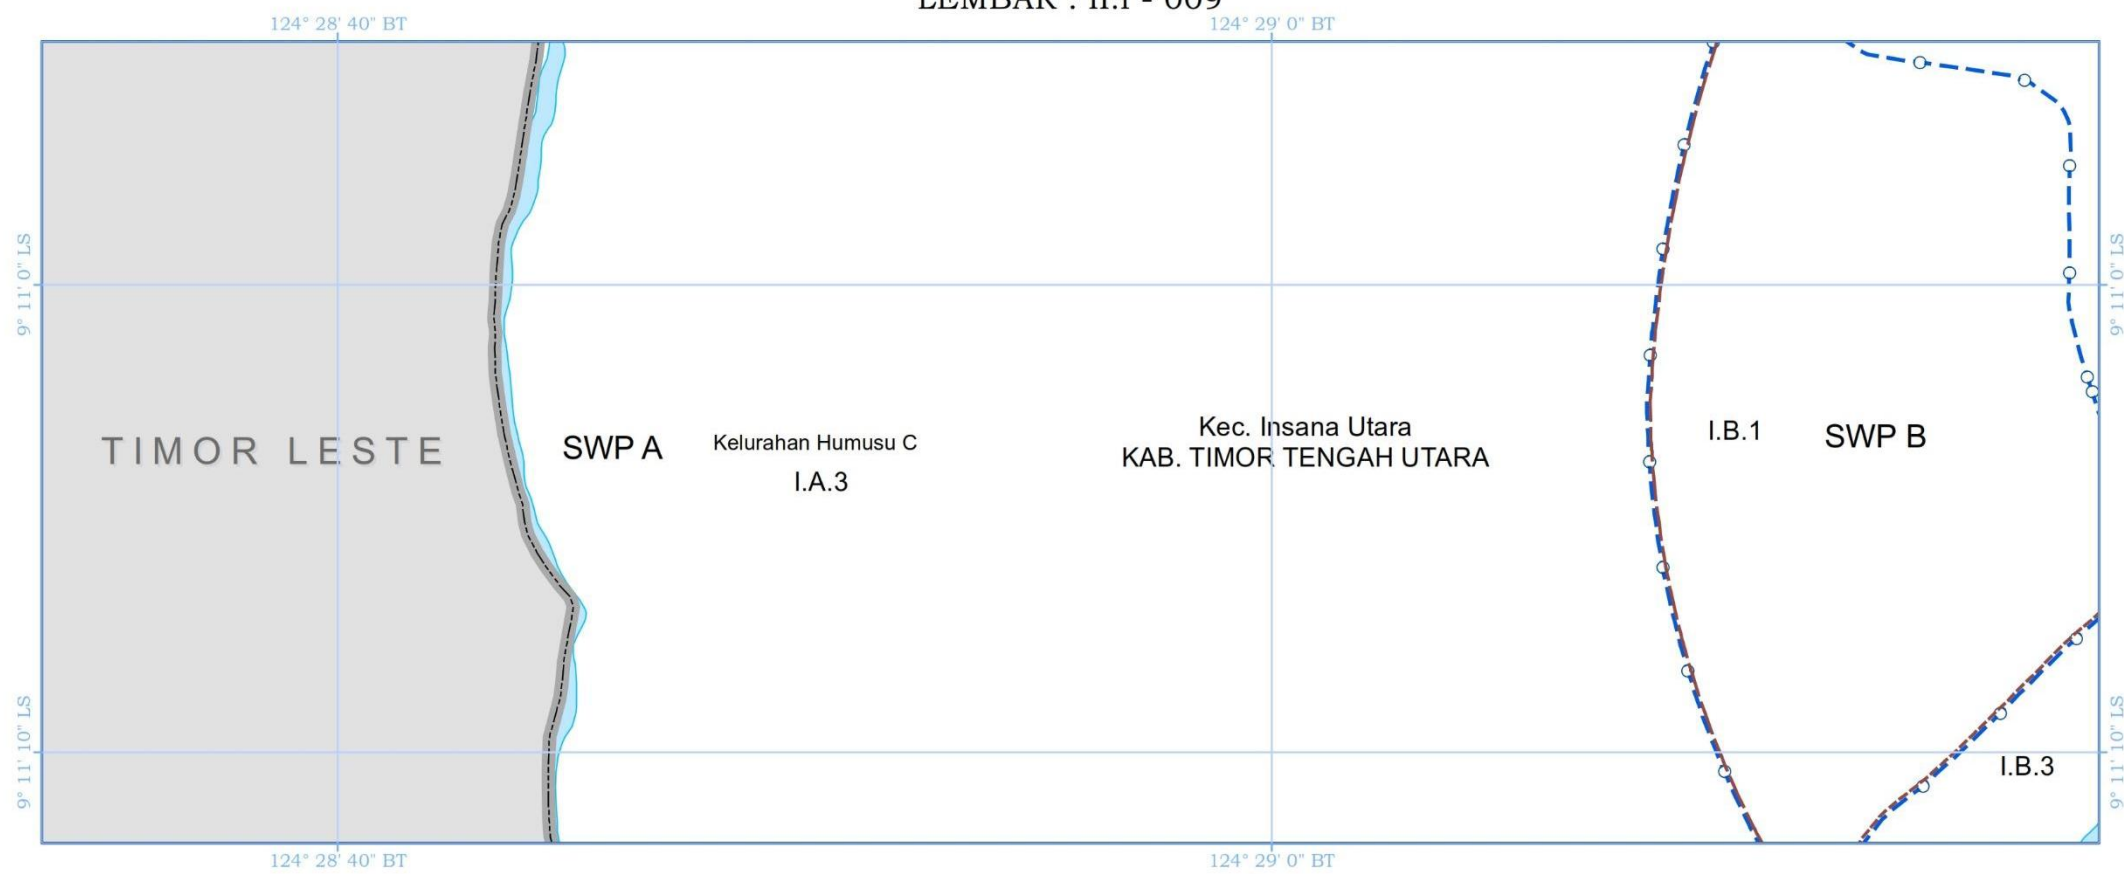 124° 28' 40" BT
124° 29' 0" BT
9° 11' 0" LS
9° 11' 0" LS
TIMOR LESTE
SWP A
Kelurahan Humusu C
I.A.3
Kec. Insana Utara
KAB. TIMOR TENGAH UTARA
I.B.1
SWP B
I.B.3
9° 11' 10" LS
9° 11' 10" LS
124° 28' 40" BT
124° 29' 0" BT